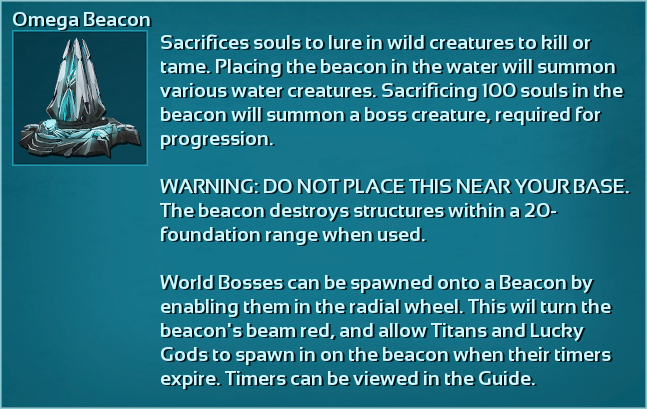 Omega Beacon
Sacrifices souls to lure in wild creatures to kill or
tame. Placing the beacon in the water will summon
various water creatures. Sacrificing 100 souls in the
beacon will summon a boss creature, required for
progression.
WARNING: DO NOT PLACE THIS NEAR YOUR BASE.
The beacon destroys structures within a 20-
foundation range when used.
World Bosses can be spawned onto a Beacon by
enabling them in the radial wheel. This wil turn the
beacon's beam red, and allow Titans and Lucky
Gods to spawn in on the beacon when their timers
expire. Timers can be viewed in the Guide.